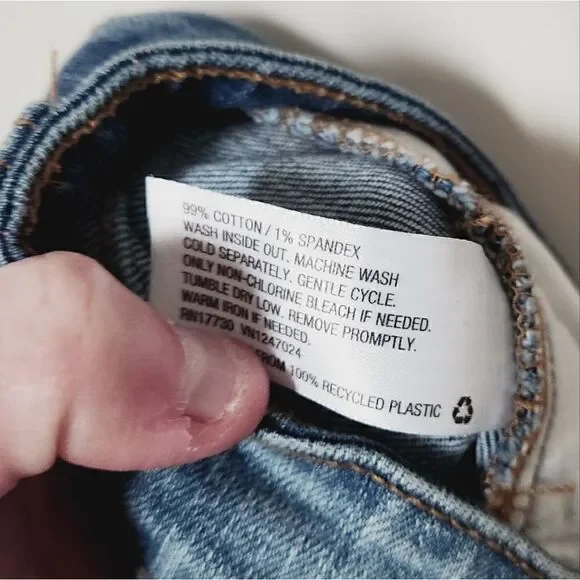 99% COTTON / 1% SPANDEX
WASH INSIDE OUT. MACHINE WASH
COLD SEPARATELY. GENTLE CYCLE.
ONLY NON-CHLORINE BLEACH IF NEEDED.
TUMBLE DRY LOW. REMOVE PROMPTLY.
WARM IRON IF NEEDED.
RN17730 VN1247024
FROM 100% RECYCLED PLASTIC